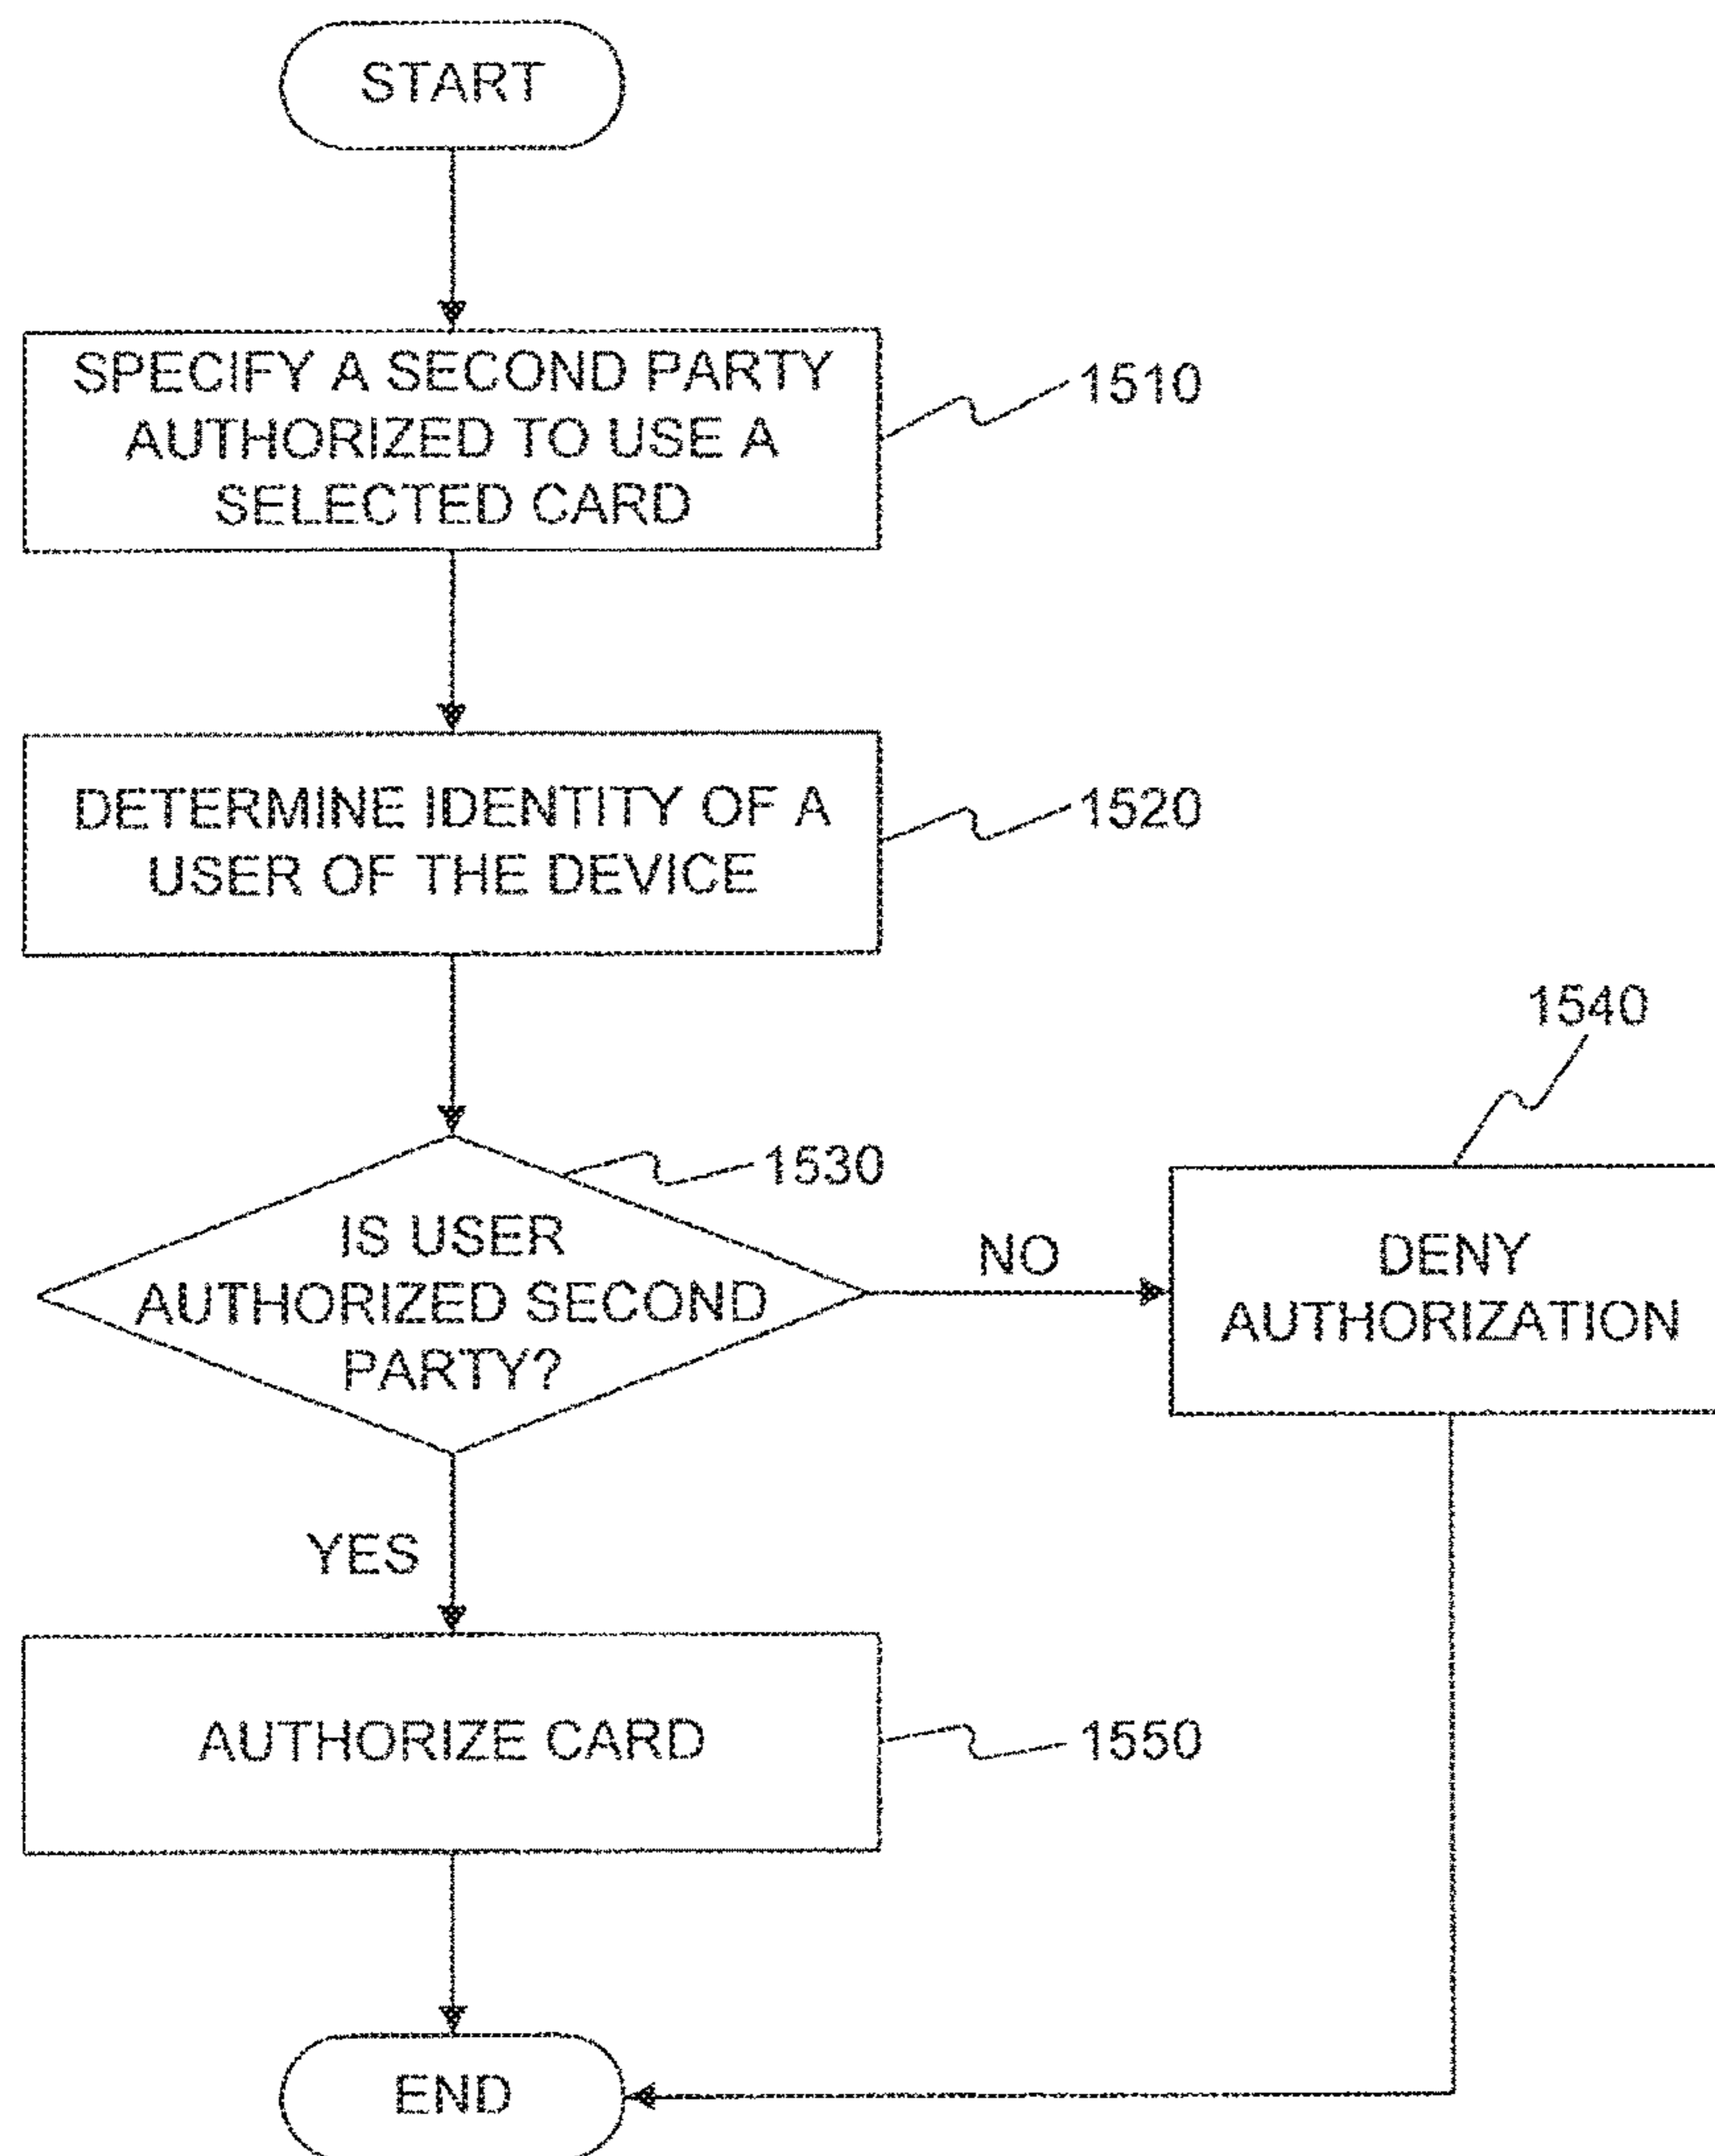 START
SPECIFY A SECOND PARTY
AUTHORIZED TO USE A
SELECTED CARD
1510
DETERMINE IDENTITY OF A
USER OF THE DEVICE
1520
1530
IS USER
AUTHORIZED SECOND
PARTY?
NO
1540
DENY
AUTHORIZATION
YES
AUTHORIZE CARD
1550
END